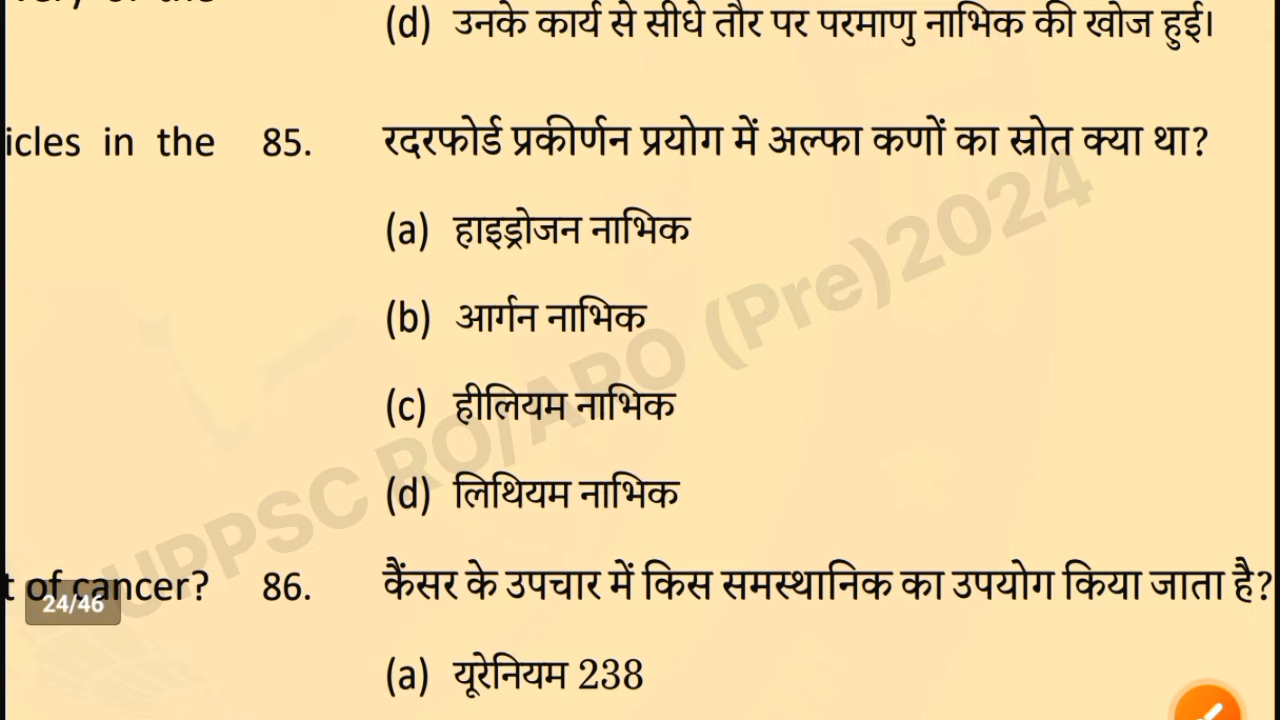 (d) उनके कार्य से सीधे तौर पर परमाणु नाभिक की खोज हुई।
icles in the 85. रदरफोर्ड प्रकीर्णन प्रयोग में अल्फा कणों का स्रोत क्या था?
(a) हाइड्रोजन नाभिक
(b) आर्गन नाभिक
(c) हीलियम नाभिक
(d) लिथियम नाभिक
UPPSC RO/ARO (Pre)2024
t of cancer? 86. कैंसर के उपचार में किस समस्थानिक का उपयोग किया जाता है?
24/46
(a) यूरेनियम 238